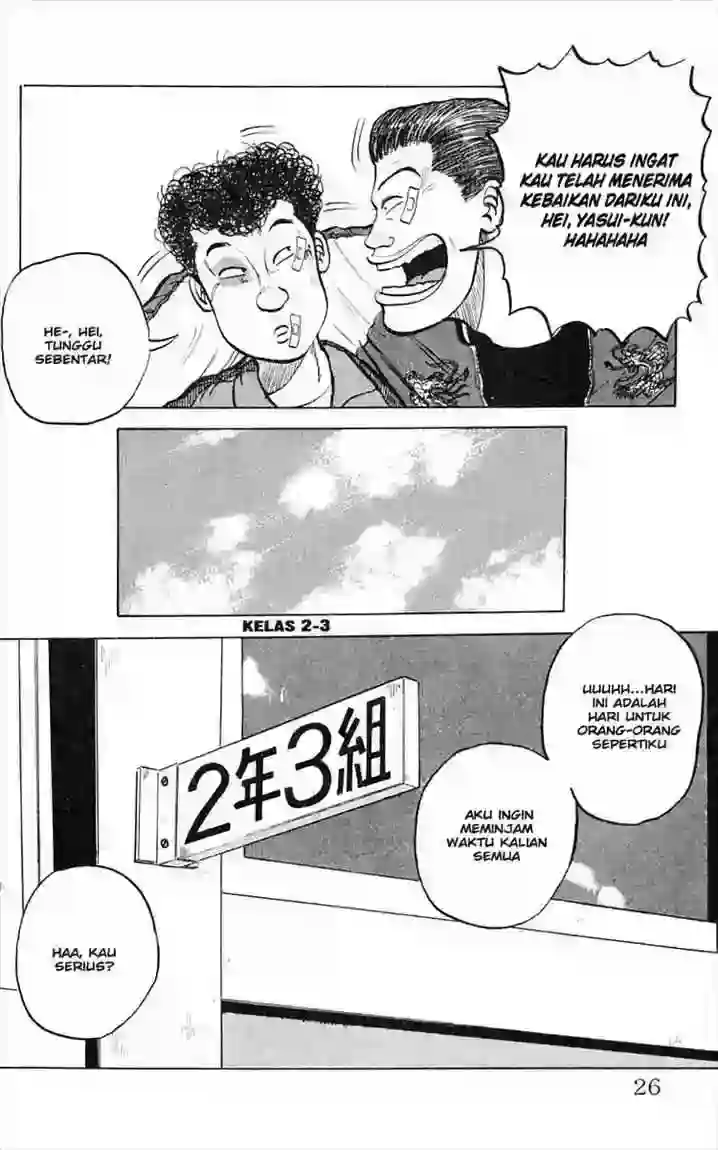 KAU HARUS INGAT
KAU TELAH MENERIMA
KEBAIKAN DARIKU INI,
HEI, YASUI-KUN!
HAHAHAHA
HE-, HEI,
TUNGGU
SEBENTAR!
KELAS 2-3
UUUHH...HARI
INI ADALAH
HARI UNTUK
ORANG-ORANG
SEPERTIKU
AKU INGIN
MEMINJAM
WAKTU KALIAN
SEMUA
2年3組
HAA, KAU
SERIUS?
26